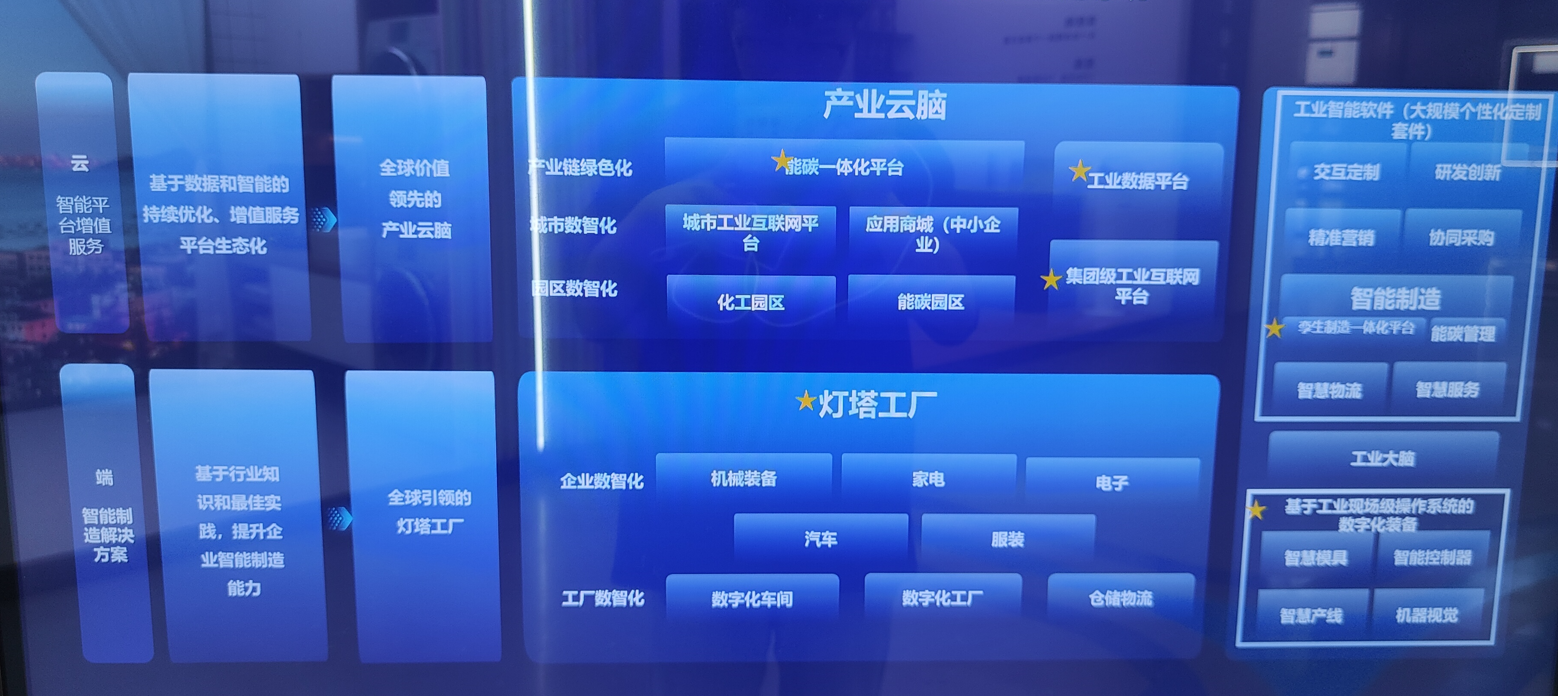 云
智能平
台增值
服务
基于数据和智能的
持续优化、增值服务
平台生态化
全球价值
领先的
产业云脑
产业云脑
产业链绿色化
能碳一体化平台
工业数据平台
城市数智化
城市工业互联网平
台
应用商城（中小企
业）
园区数智化
化工园区
能碳园区
集团级工业互联网
平台
端
智能制
造解决
方案
基于行业知
识和最佳实
践，提升企
业智能制造
能力
全球引领的
灯塔工厂
灯塔工厂
企业数智化
机械装备
家电
电子
汽车
服装
工厂数智化
数字化车间
数字化工厂
仓储物流
工业智能软件（大规模个性化定制
套件）
交互定制
研发创新
精准营销
协同采购
智能制造
孪生制造一体化平台
能碳管理
智慧物流
智慧服务
工业大脑
基于工业现场级操作系统的
数字化装备
智慧模具
智能控制器
智慧产线
机器视觉